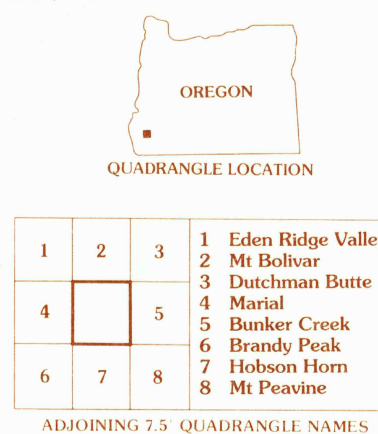 OREGON
QUADRANGLE LOCATION
1 2 3
4 5
6 7 8
1 Eden Ridge Valle
2 Mt Bolivar
3 Dutchman Butte
4 Marial
5 Bunker Creek
6 Brandy Peak
7 Hobson Horn
8 Mt Peavine
ADJOINING 7.5′ QUADRANGLE NAMES